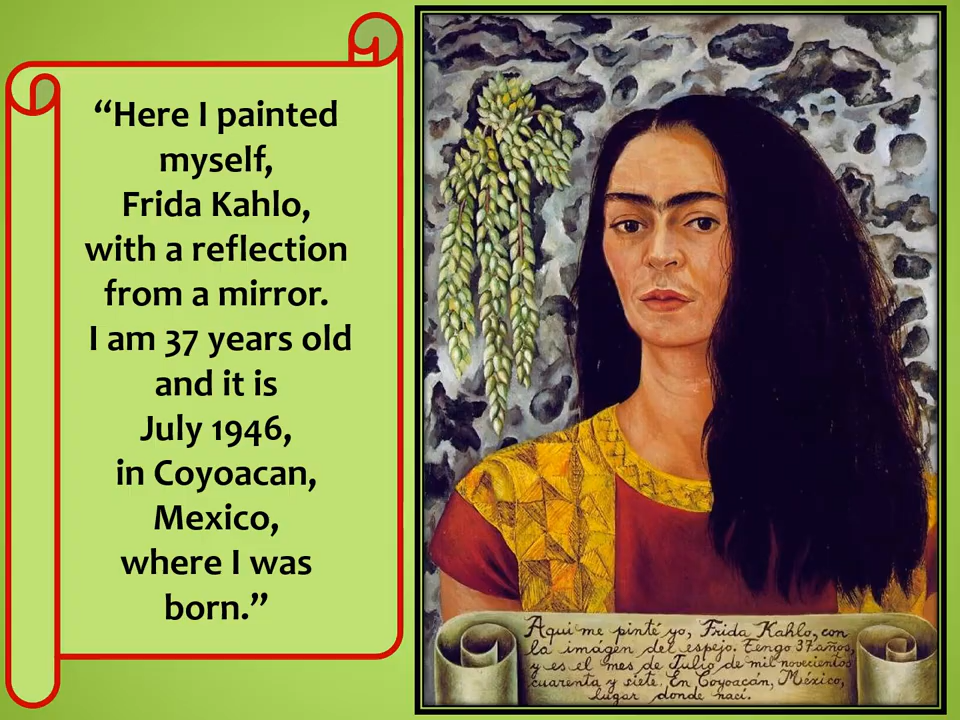 “Here I painted
myself,
Frida Kahlo,
with a reflection
from a mirror.
I am 37 years old
and it is
July 1946,
in Coyoacan,
Mexico,
where I was
born.”
Aqui me pinté yo, Frida Kahlo, con
la imágen del espejo. Tengo 37 años,
y es el mes de Julio de mil novecientos
cuarenta y siete. En Coyoacán, México,
lugar donde nací.